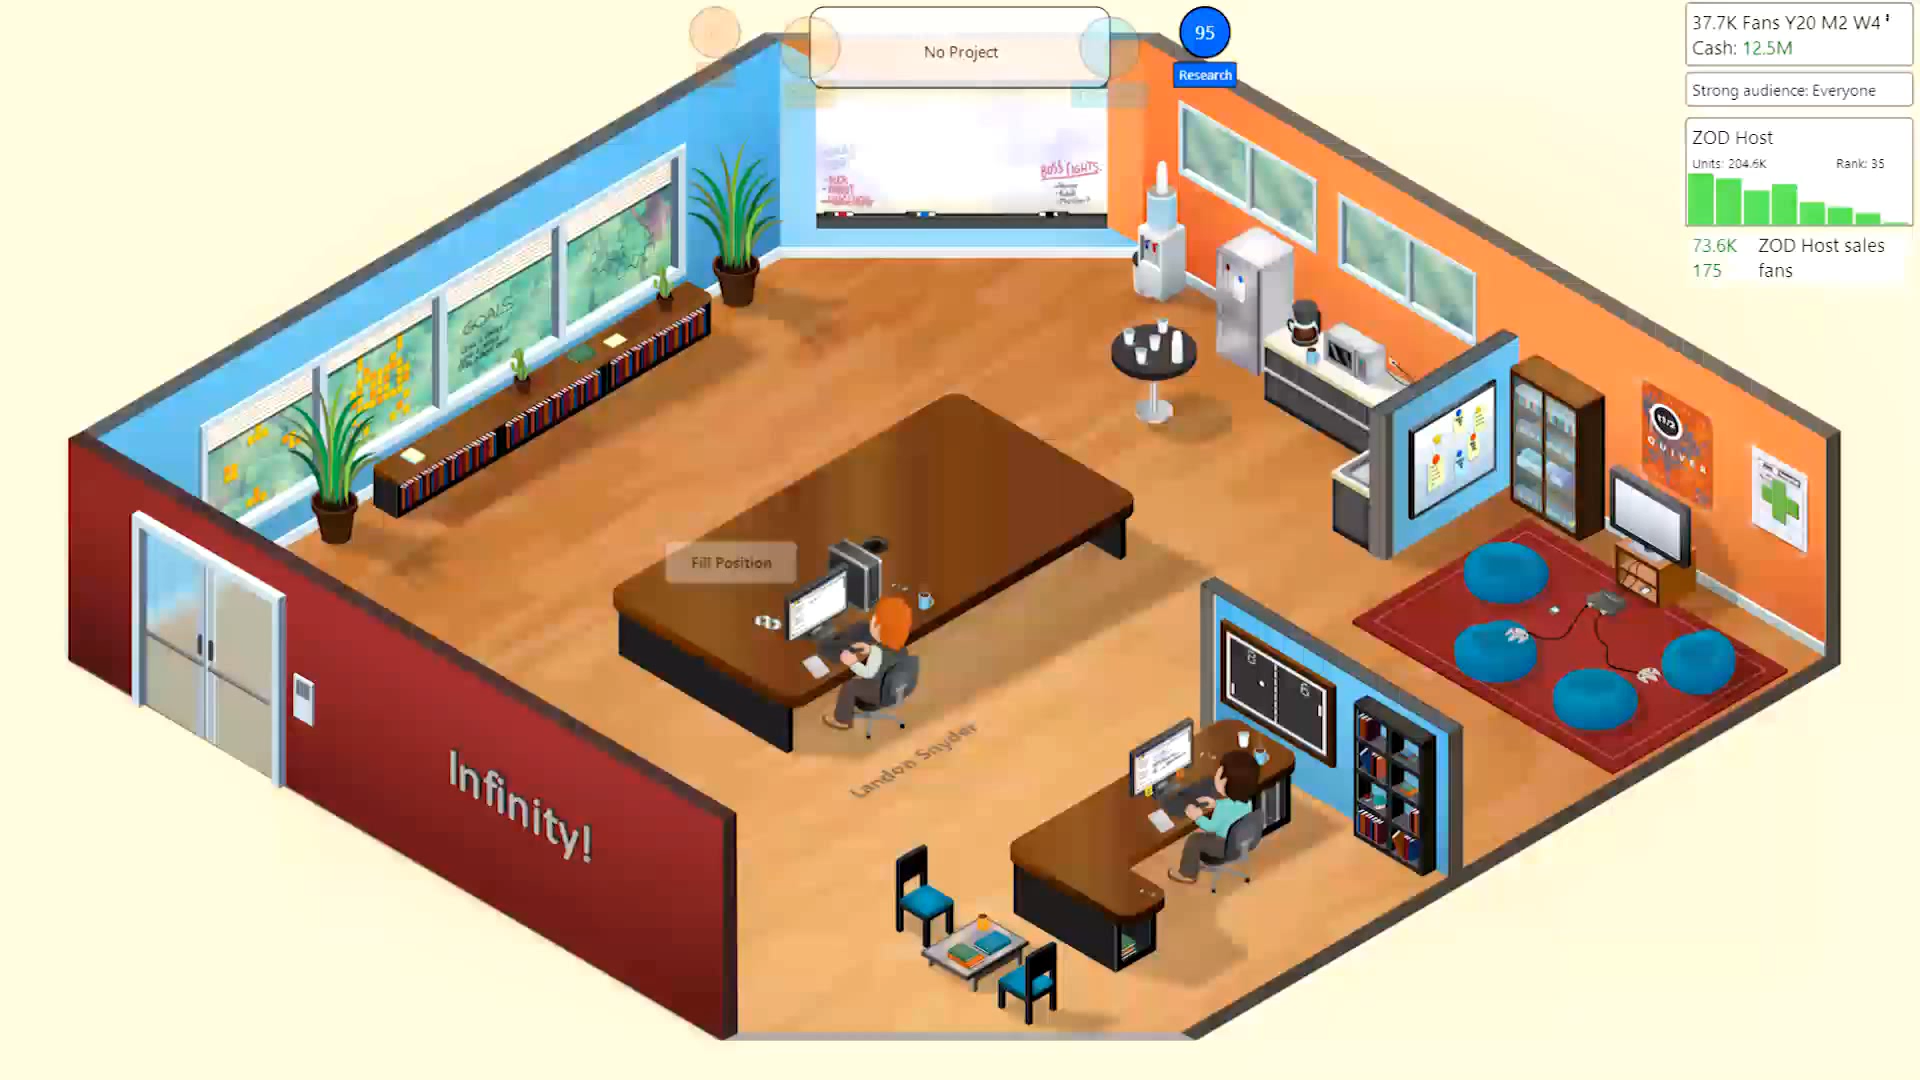 No Project
95
Research
37.7K Fans Y20 M2 W4
Cash: 12.5M
Strong audience: Everyone
ZOD Host
Units: 204.6K Rank: 35
73.6K ZOD Host sales
175 fans
BOSS FIGHTS
GOALS
QUIVER
Fill Position
Landon Snyder
Infinity!